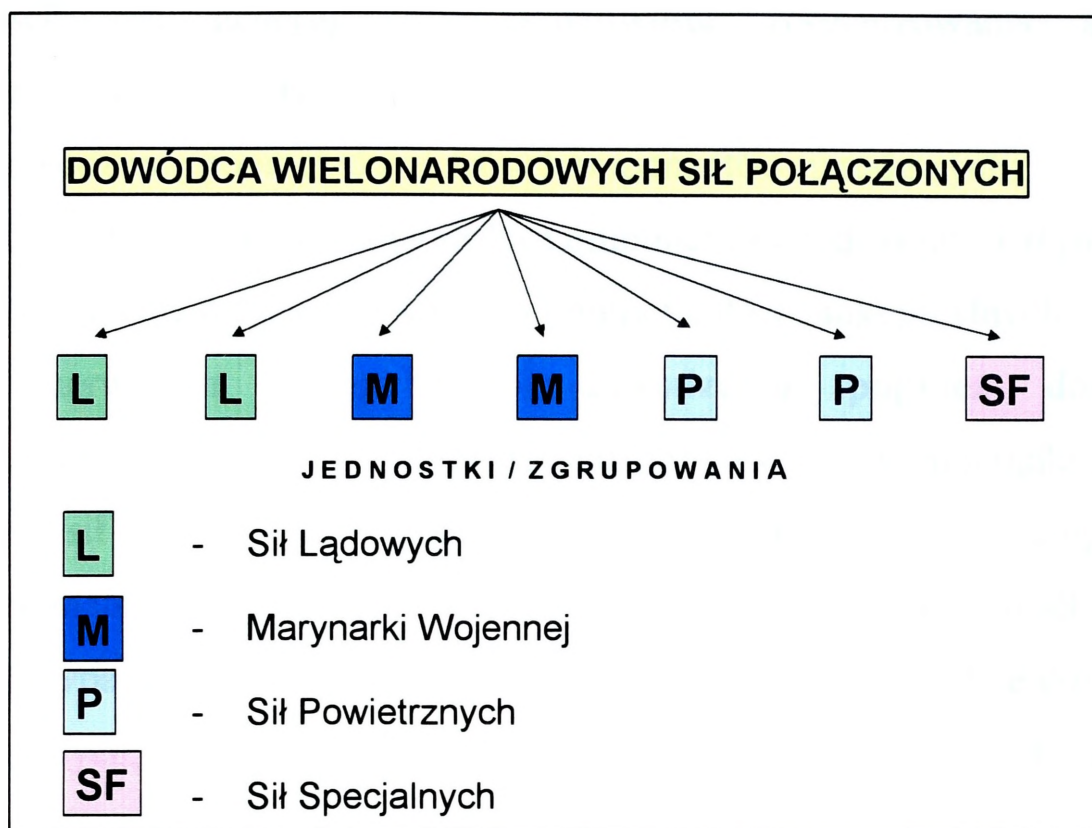 DOWÓDCA WIELONARODOWYCH SIŁ POŁĄCZONYCH
L L M M P P SF
JEDNOSTKI / ZGRUPOWANIA
L - Sił Lądowych
M - Marynarki Wojennej
P - Sił Powietrznych
SF - Sił Specjalnych